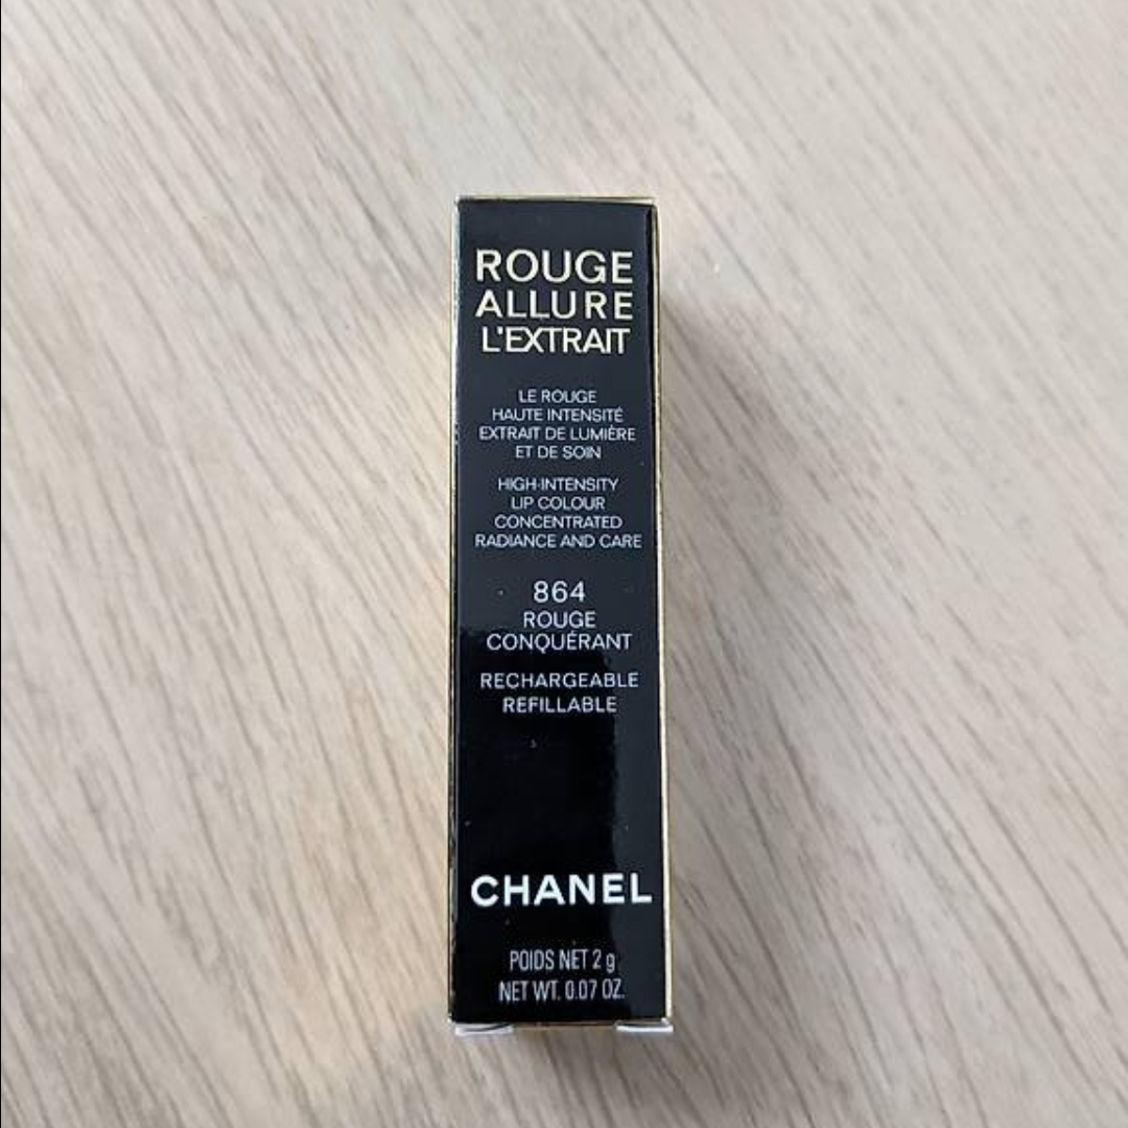 ROUGE
ALLURE
L'EXTRAIT
LE ROUGE
HAUTE INTENSITÉ
EXTRAIT DE LUMIÈRE
ET DE SOIN
HIGH-INTENSITY
LIP COLOUR
CONCENTRATED
RADIANCE AND CARE
864
ROUGE
CONQUÉRANT
RECHARGEABLE
REFILLABLE
CHANEL
POIDS NET 2 g
NET WT. 0.07 OZ.